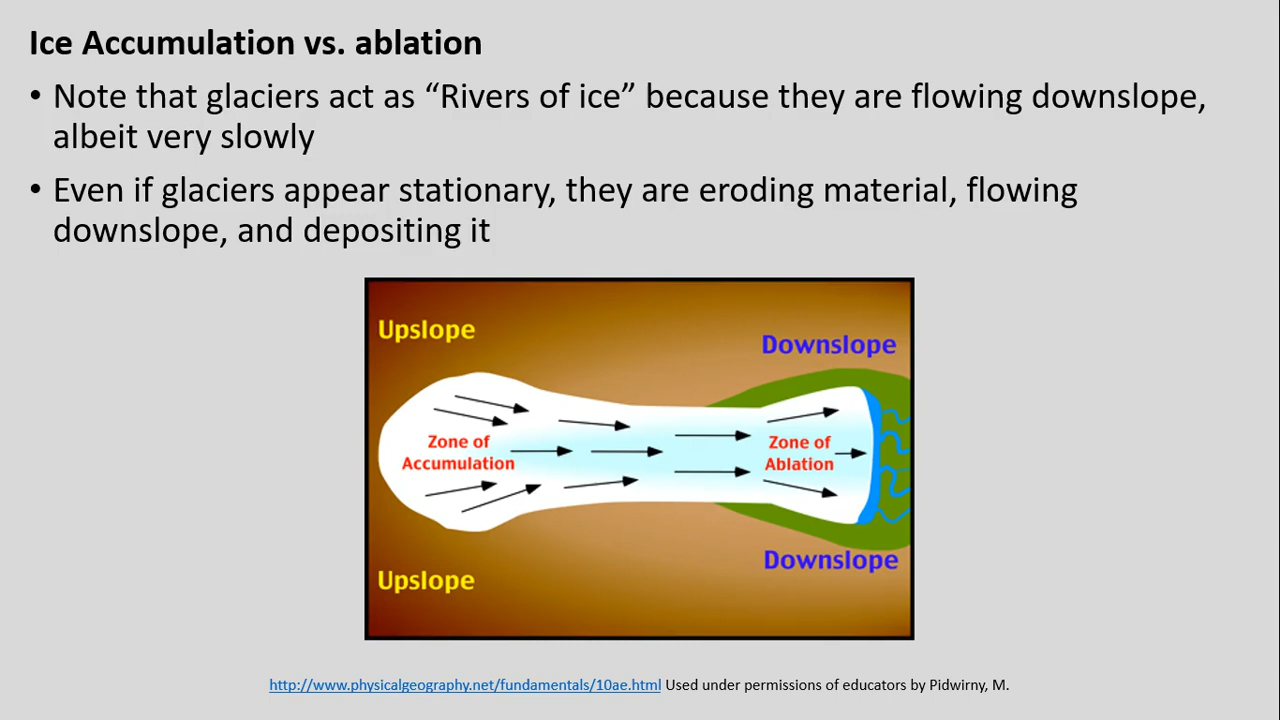 Ice Accumulation vs. ablation
• Note that glaciers act as “Rivers of ice” because they are flowing downslope,
albeit very slowly
• Even if glaciers appear stationary, they are eroding material, flowing
downslope, and depositing it
Upslope
Downslope
Zone of
Accumulation
Zone of
Ablation
Downslope
Upslope
http://www.physicalgeography.net/fundamentals/10ae.html Used under permissions of educators by Pidwirny, M.